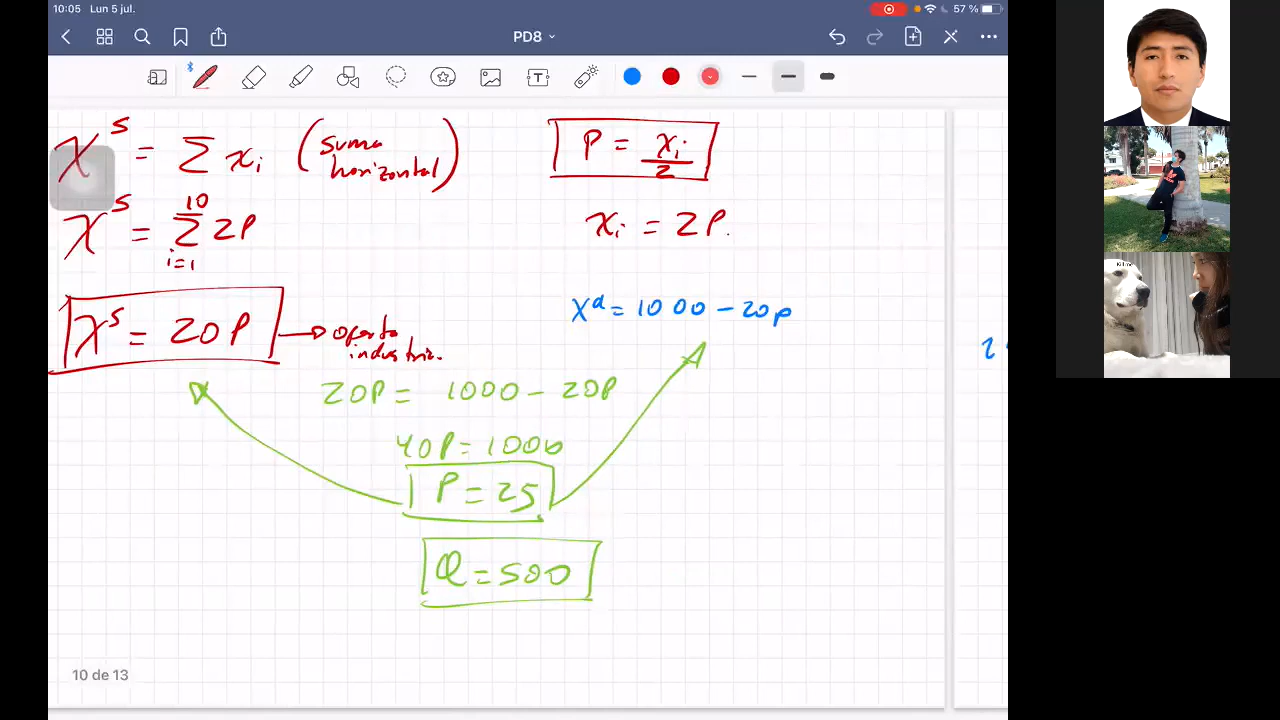 10:05 Lun 5 jul.
57 %
PD8
X^s = Σ x_i (suma horizontal)
X^s = Σ_{i=1}^{10} 2P
X^s = 20P → oferta industria.
P = x_i/2
x_i = 2P.
X^d = 1000 - 20p
20P = 1000 - 20P
40P = 1000
P = 25
Q = 500
10 de 13